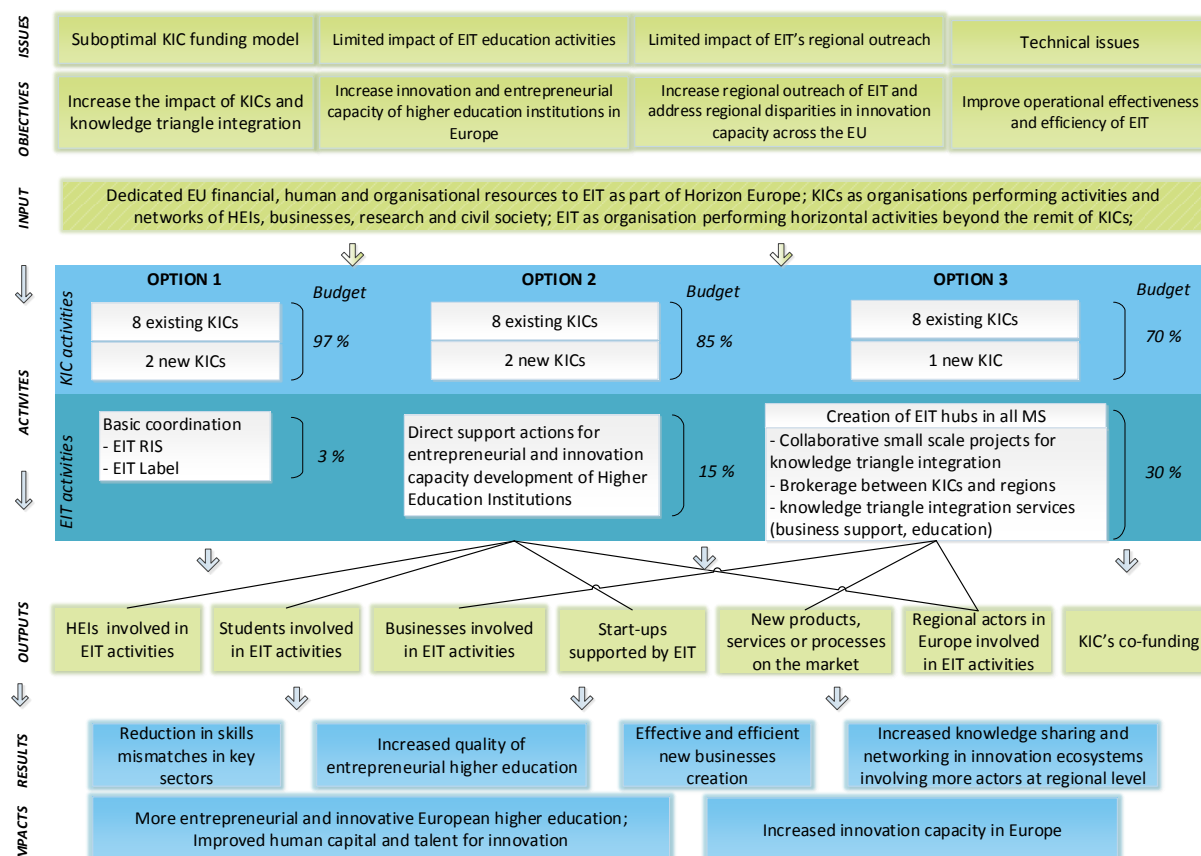 ISSUES
Suboptimal KIC funding model
Limited impact of EIT education activities
Limited impact of EIT's regional outreach
Technical issues
OBJECTIVES
Increase the impact of KICs and
knowledge triangle integration
Increase innovation and entrepreneurial
capacity of higher education institutions in
Europe
Increase regional outreach of EIT and
address regional disparities in innovation
capacity across the EU
Improve operational effectiveness
and efficiency of EIT
INPUT
Dedicated EU financial, human and organisational resources to EIT as part of Horizon Europe; KICs as organisations performing activities and
networks of HEIs, businesses, research and civil society; EIT as organisation performing horizontal activities beyond the remit of KICs;
ACTIVITES
KIC activities
OPTION 1
Budget
8 existing KICs
2 new KICs
97 %
OPTION 2
Budget
8 existing KICs
2 new KICs
85 %
OPTION 3
Budget
8 existing KICs
1 new KIC
70 %
EIT activities
Basic coordination
- EIT RIS
- EIT Label
3 %
Direct support actions for
entrepreneurial and innovation
capacity development of Higher
Education Institutions
15 %
Creation of EIT hubs in all MS
- Collaborative small scale projects for
knowledge triangle integration
- Brokerage between KICs and regions
- knowledge triangle integration services
(business support, education)
30 %
OUTPUTS
HEIs involved in
EIT activities
Students involved
in EIT activities
Businesses involved
in EIT activities
Start-ups
supported by EIT
New products,
services or processes
on the market
Regional actors in
Europe involved
in EIT activities
KIC's co-funding
RESULTS
Reduction in skills
mismatches in key
sectors
Increased quality of
entrepreneurial higher education
Effective and efficient
new businesses
creation
Increased knowledge sharing and
networking in innovation ecosystems
involving more actors at regional level
VIPACTS
More entrepreneurial and innovative European higher education;
Improved human capital and talent for innovation
Increased innovation capacity in Europe